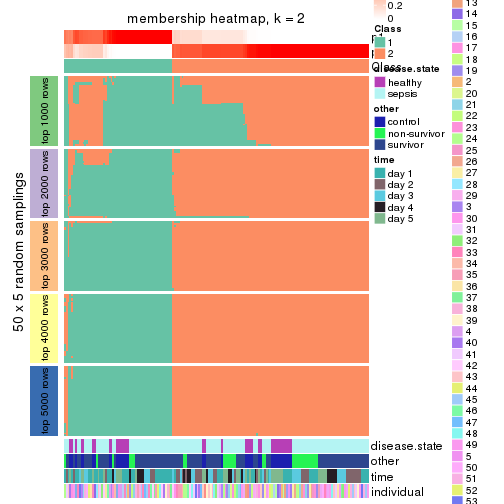 membership heatmap, k = 2
0.2
0
Class
1
2
Class
disease.state
healthy
sepsis
other
control
non-survivor
survivor
time
day 1
day 2
day 3
day 4
day 5
50 x 5 random samplings
top 1000 rows
top 2000 rows
top 3000 rows
top 4000 rows
top 5000 rows
disease.state
other
time
individual
13
14
15
16
17
18
19
2
20
21
22
23
24
25
26
27
28
29
3
30
31
32
33
34
35
36
37
38
39
4
40
41
42
43
44
45
46
47
48
49
5
50
51
52
53